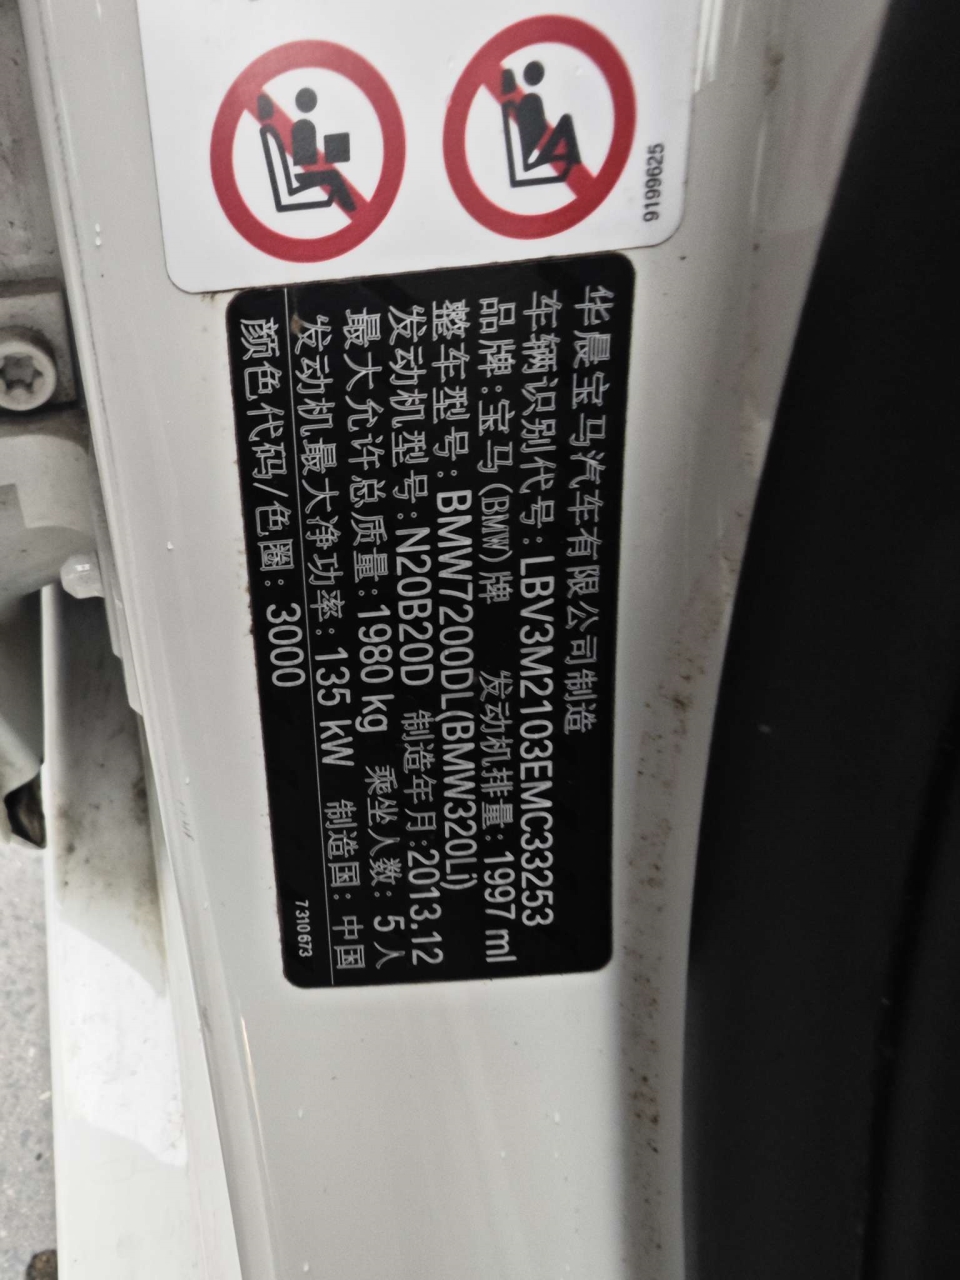 9199625
华晨宝马汽车有限公司制造
车辆识别代号：LBV3M2103EMC33253
品牌：宝马(BMW)牌 发动机排量：1997 ml
整车型号：BMW7200DL(BMW320Li)
发动机型号：N20B20D 制造年月：2013.12
最大允许总质量：1980 kg 乘坐人数：5人
发动机最大净功率：135 kW 制造国：中国
颜色代码/色圈：3000
7310673